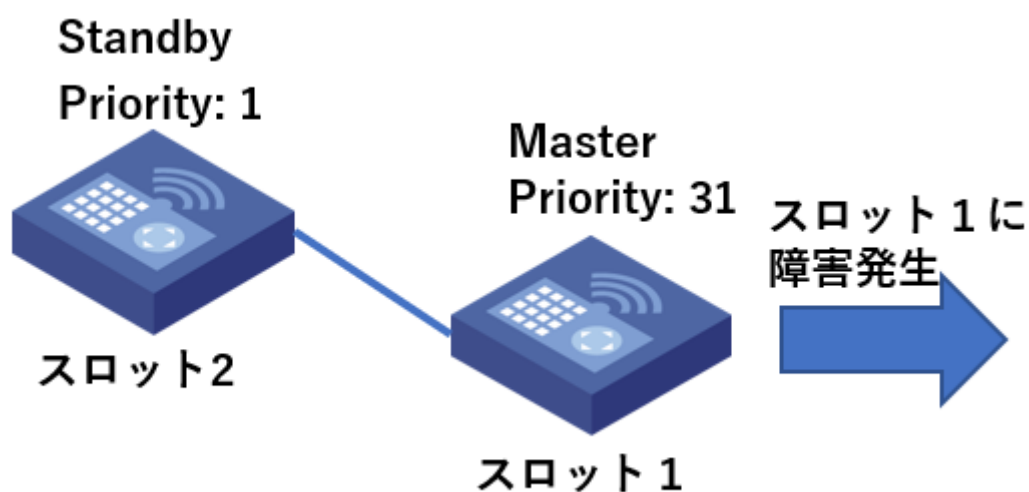 Standby
Priority: 1
Master
Priority: 31
スロット1に
障害発生
スロット2
スロット1